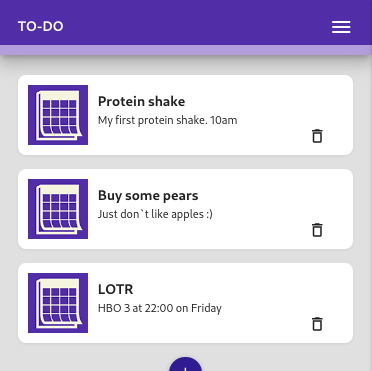 TO-DO
Protein shake
My first protein shake. 10am
Buy some pears
Just don`t like apples :)
LOTR
HBO 3 at 22:00 on Friday